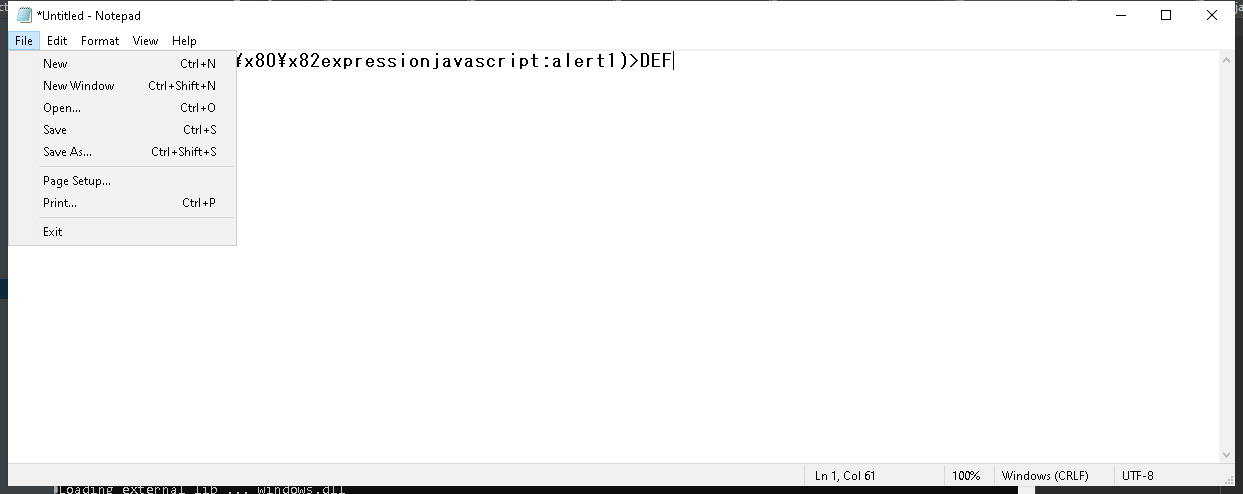 *Untitled - Notepad
File Edit Format View Help
¥x80¥x82expressionjavascript:alert1)>DEF
New Ctrl+N
New Window Ctrl+Shift+N
Open... Ctrl+O
Save Ctrl+S
Save As... Ctrl+Shift+S
Page Setup...
Print... Ctrl+P
Exit
Ln 1, Col 61 100% Windows (CRLF) UTF-8
Loading external lib ... windows.dll